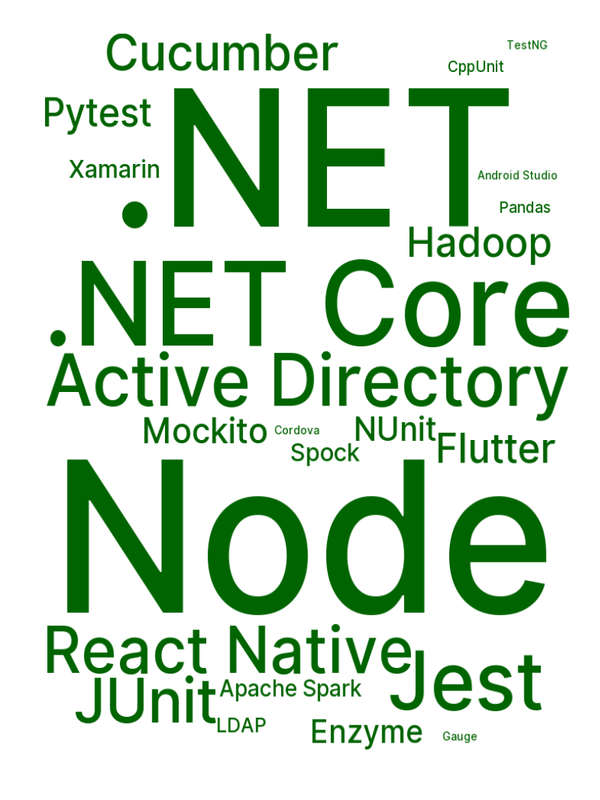 Cucumber
TestNG
CppUnit
Pytest
.NET
Xamarin
Android Studio
Pandas
Hadoop
.NET Core
Active Directory
Mockito
Cordova
NUnit
Spock
Flutter
Node
React Native
Jest
JUnit
Apache Spark
LDAP
Enzyme
Gauge